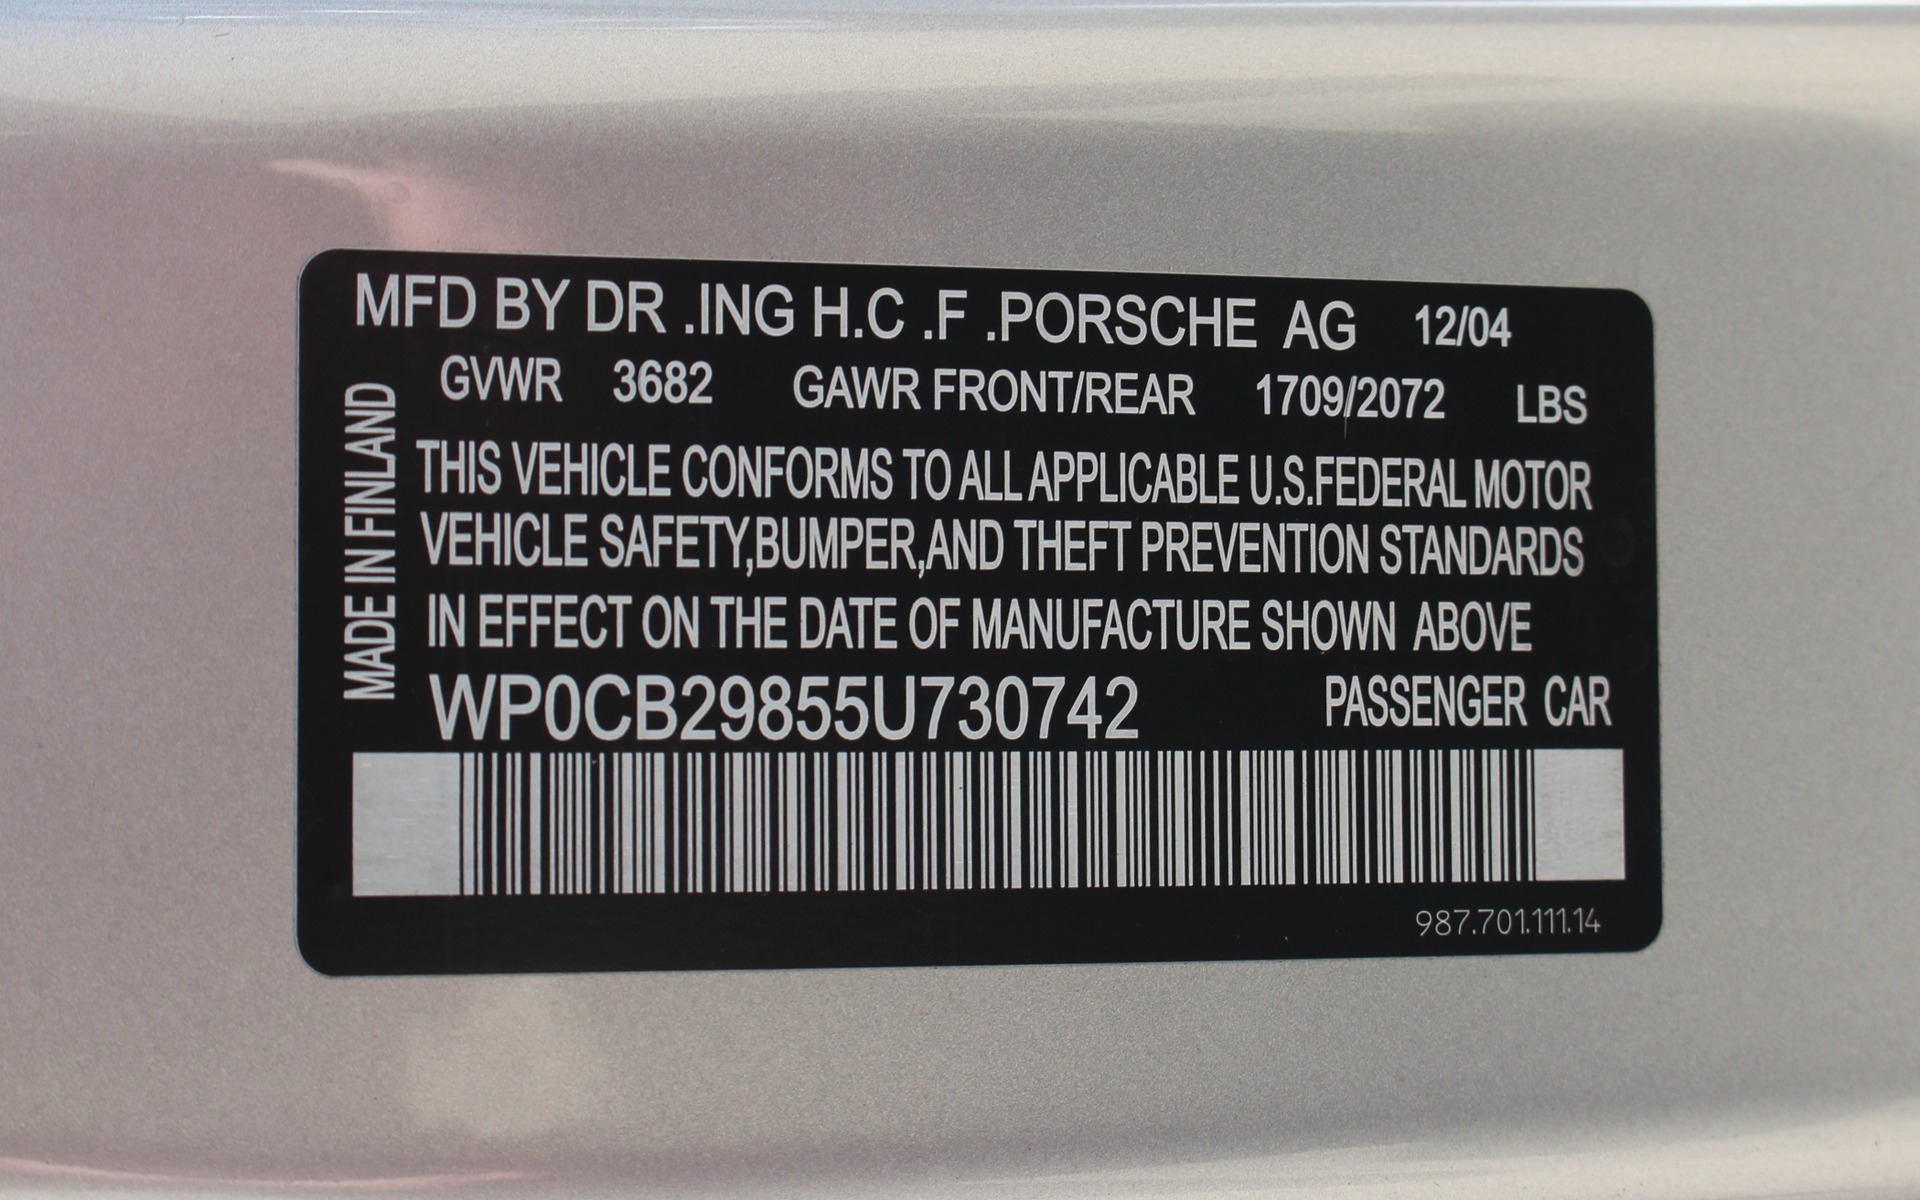 MFD BY DR .ING H.C .F .PORSCHE AG 12/04
GVWR 3682 GAWR FRONT/REAR 1709/2072 LBS
MADE IN FINLAND
THIS VEHICLE CONFORMS TO ALL APPLICABLE U.S.FEDERAL MOTOR
VEHICLE SAFETY,BUMPER,AND THEFT PREVENTION STANDARDS
IN EFFECT ON THE DATE OF MANUFACTURE SHOWN ABOVE
WP0CB29855U730742 PASSENGER CAR
987.701.111.14